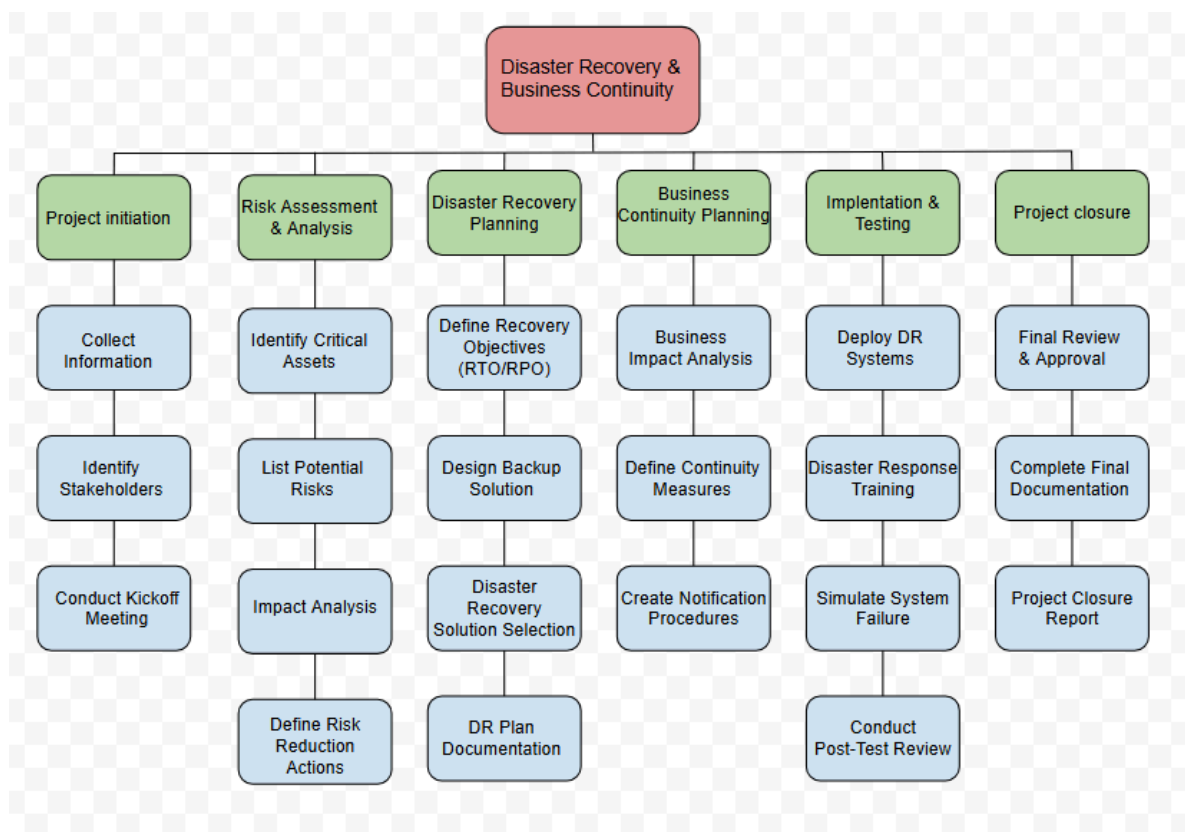 Disaster Recovery &
Business Continuity
Project initiation
Risk Assessment
& Analysis
Disaster Recovery
Planning
Business
Continuity Planning
Implentation &
Testing
Project closure
Collect
Information
Identify Critical
Assets
Define Recovery
Objectives
(RTO/RPO)
Business
Impact Analysis
Deploy DR
Systems
Final Review
& Approval
Identify
Stakeholders
List Potential
Risks
Design Backup
Solution
Define Continuity
Measures
Disaster Response
Training
Complete Final
Documentation
Conduct Kickoff
Meeting
Impact Analysis
Disaster
Recovery
Solution Selection
Create Notification
Procedures
Simulate System
Failure
Project Closure
Report
Define Risk
Reduction
Actions
DR Plan
Documentation
Conduct
Post-Test Review